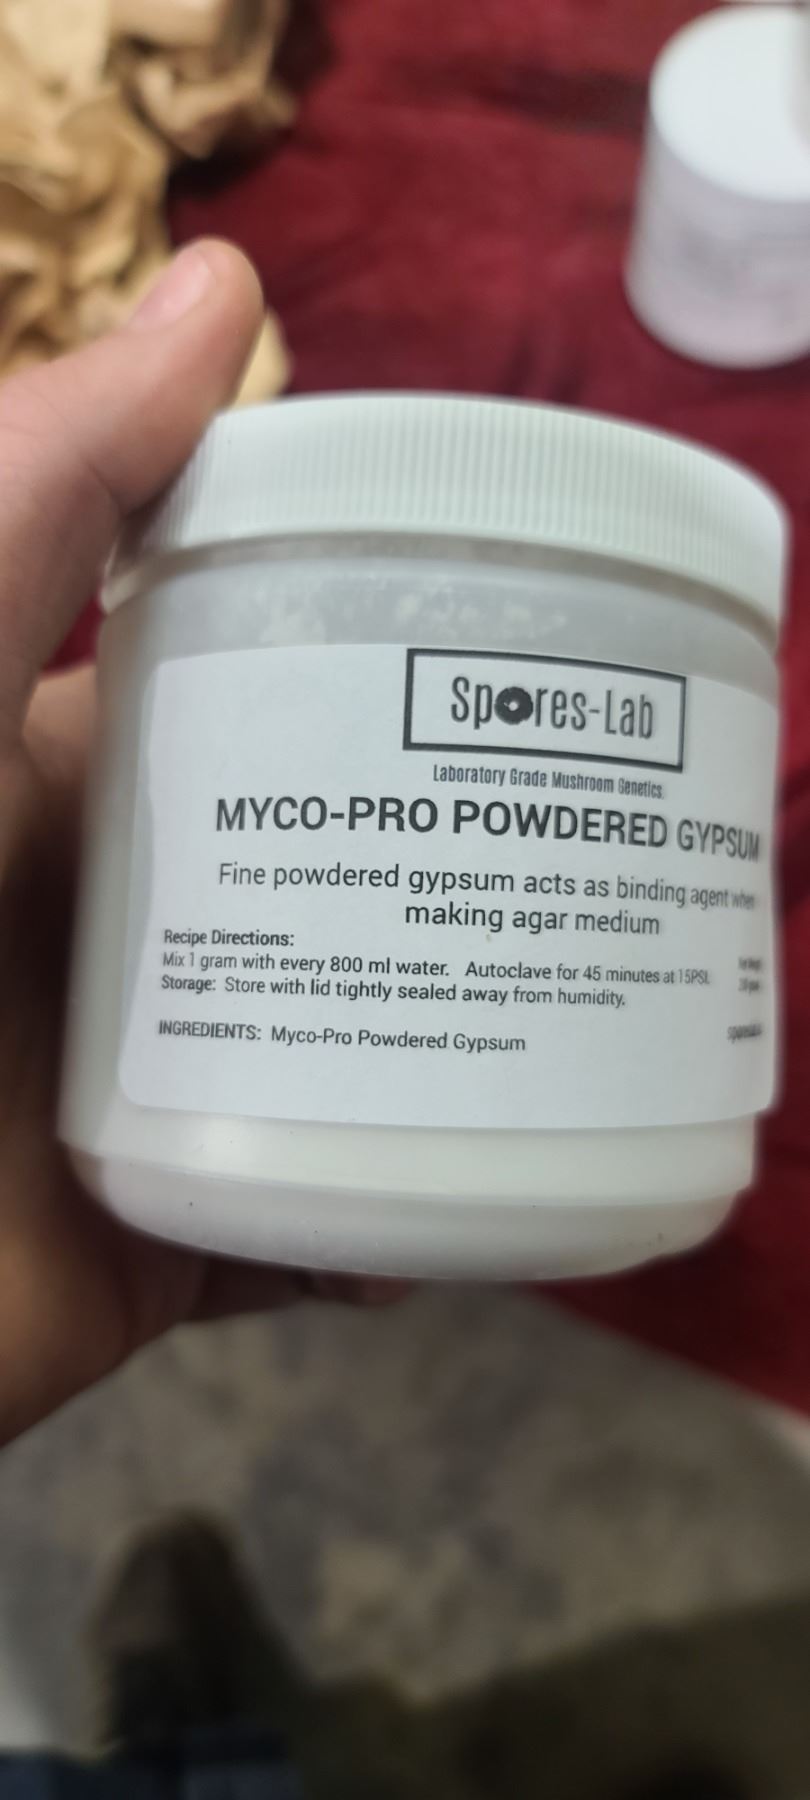 Spores-Lab
Laboratory Grade Mushroom Genetics.
MYCO-PRO POWDERED GYPSUM
Fine powdered gypsum acts as binding agent when
making agar medium
Recipe Directions:
Mix 1 gram with every 800 ml water. Autoclave for 45 minutes at 15PSI.
Storage: Store with lid tightly sealed away from humidity.
INGREDIENTS: Myco-Pro Powdered Gypsum